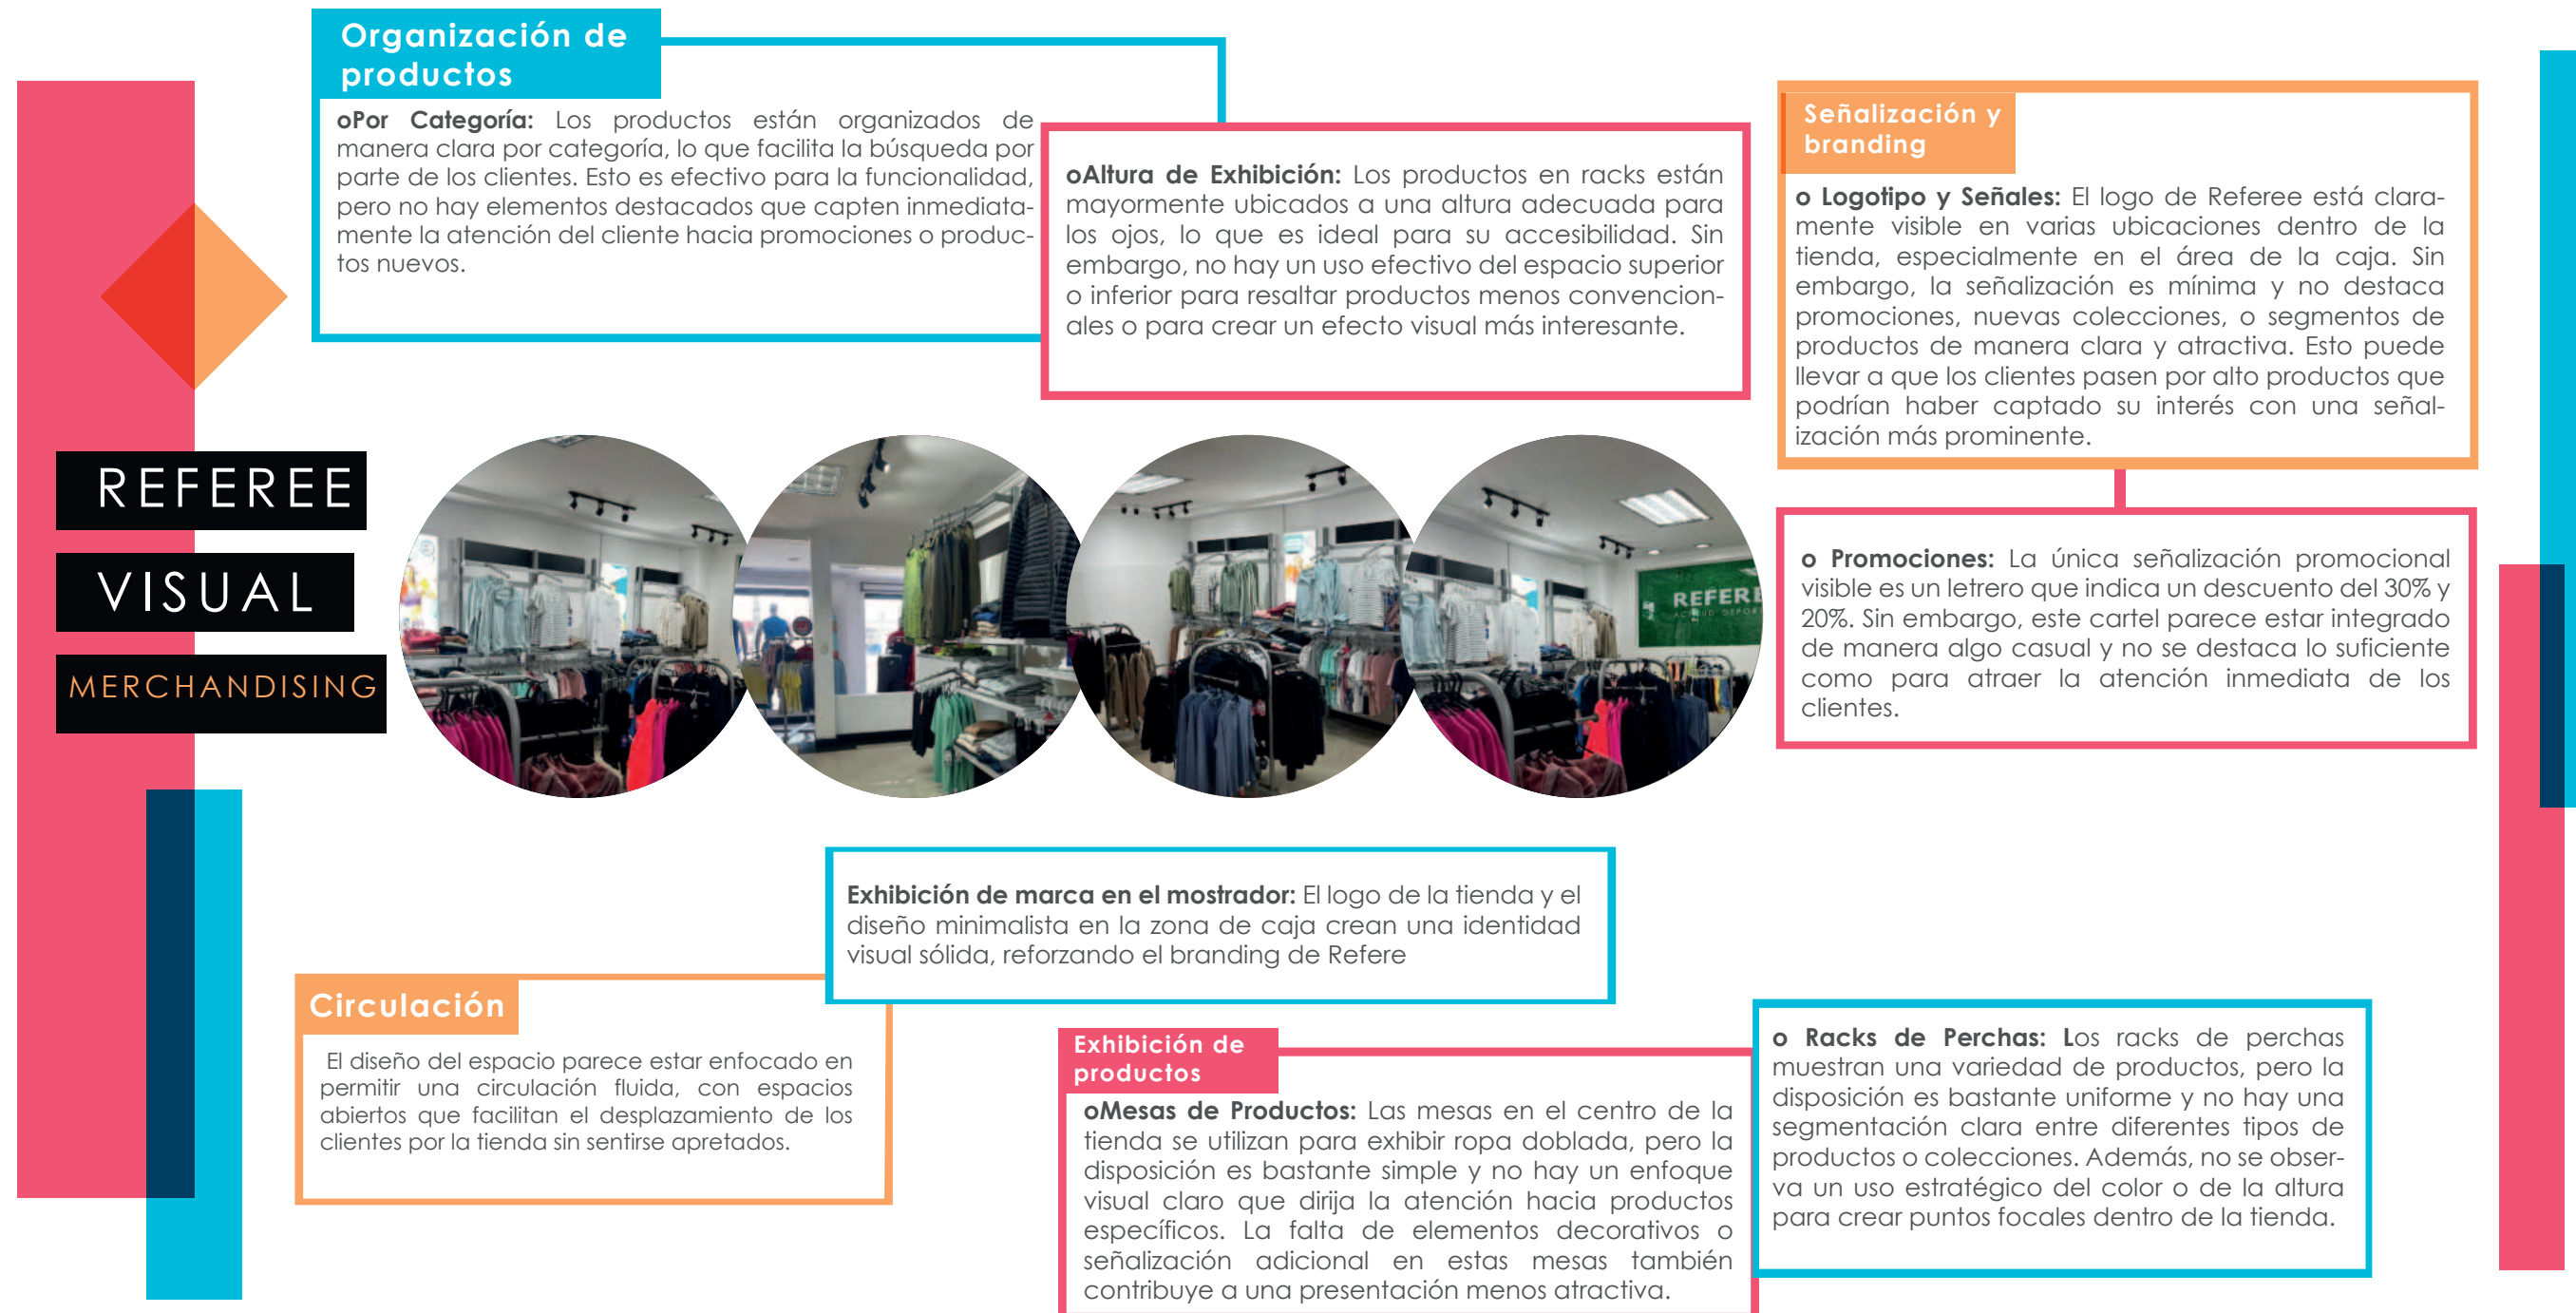 Organización de
productos
oPor Categoría: Los productos están organizados de
manera clara por categoría, lo que facilita la búsqueda por
parte de los clientes. Esto es efectivo para la funcionalidad,
pero no hay elementos destacados que capten inmediata-
mente la atención del cliente hacia promociones o produc-
tos nuevos.
oAltura de Exhibición: Los productos en racks están
mayormente ubicados a una altura adecuada para
los ojos, lo que es ideal para su accesibilidad. Sin
embargo, no hay un uso efectivo del espacio superior
o inferior para resaltar productos menos convencion-
ales o para crear un efecto visual más interesante.
Señalización y
branding
o Logotipo y Señales: El logo de Referee está clara-
mente visible en varias ubicaciones dentro de la
tienda, especialmente en el área de la caja. Sin
embargo, la señalización es mínima y no destaca
promociones, nuevas colecciones, o segmentos de
productos de manera clara y atractiva. Esto puede
llevar a que los clientes pasen por alto productos que
podrían haber captado su interés con una señal-
ización más prominente.
REFEREE
VISUAL
MERCHANDISING
REFERE
o Promociones: La única señalización promocional
visible es un letrero que indica un descuento del 30% y
20%. Sin embargo, este cartel parece estar integrado
de manera algo casual y no se destaca lo suficiente
como para atraer la atención inmediata de los
clientes.
Exhibición de marca en el mostrador: El logo de la tienda y el
diseño minimalista en la zona de caja crean una identidad
visual sólida, reforzando el branding de Refere
Circulación
El diseño del espacio parece estar enfocado en
permitir una circulación fluida, con espacios
abiertos que facilitan el desplazamiento de los
clientes por la tienda sin sentirse apretados.
Exhibición de
productos
oMesas de Productos: Las mesas en el centro de la
tienda se utilizan para exhibir ropa doblada, pero la
disposición es bastante simple y no hay un enfoque
visual claro que dirija la atención hacia productos
específicos. La falta de elementos decorativos o
señalización adicional en estas mesas también
contribuye a una presentación menos atractiva.
o Racks de Perchas: Los racks de perchas
muestran una variedad de productos, pero la
disposición es bastante uniforme y no hay una
segmentación clara entre diferentes tipos de
productos o colecciones. Además, no se obser-
va un uso estratégico del color o de la altura
para crear puntos focales dentro de la tienda.